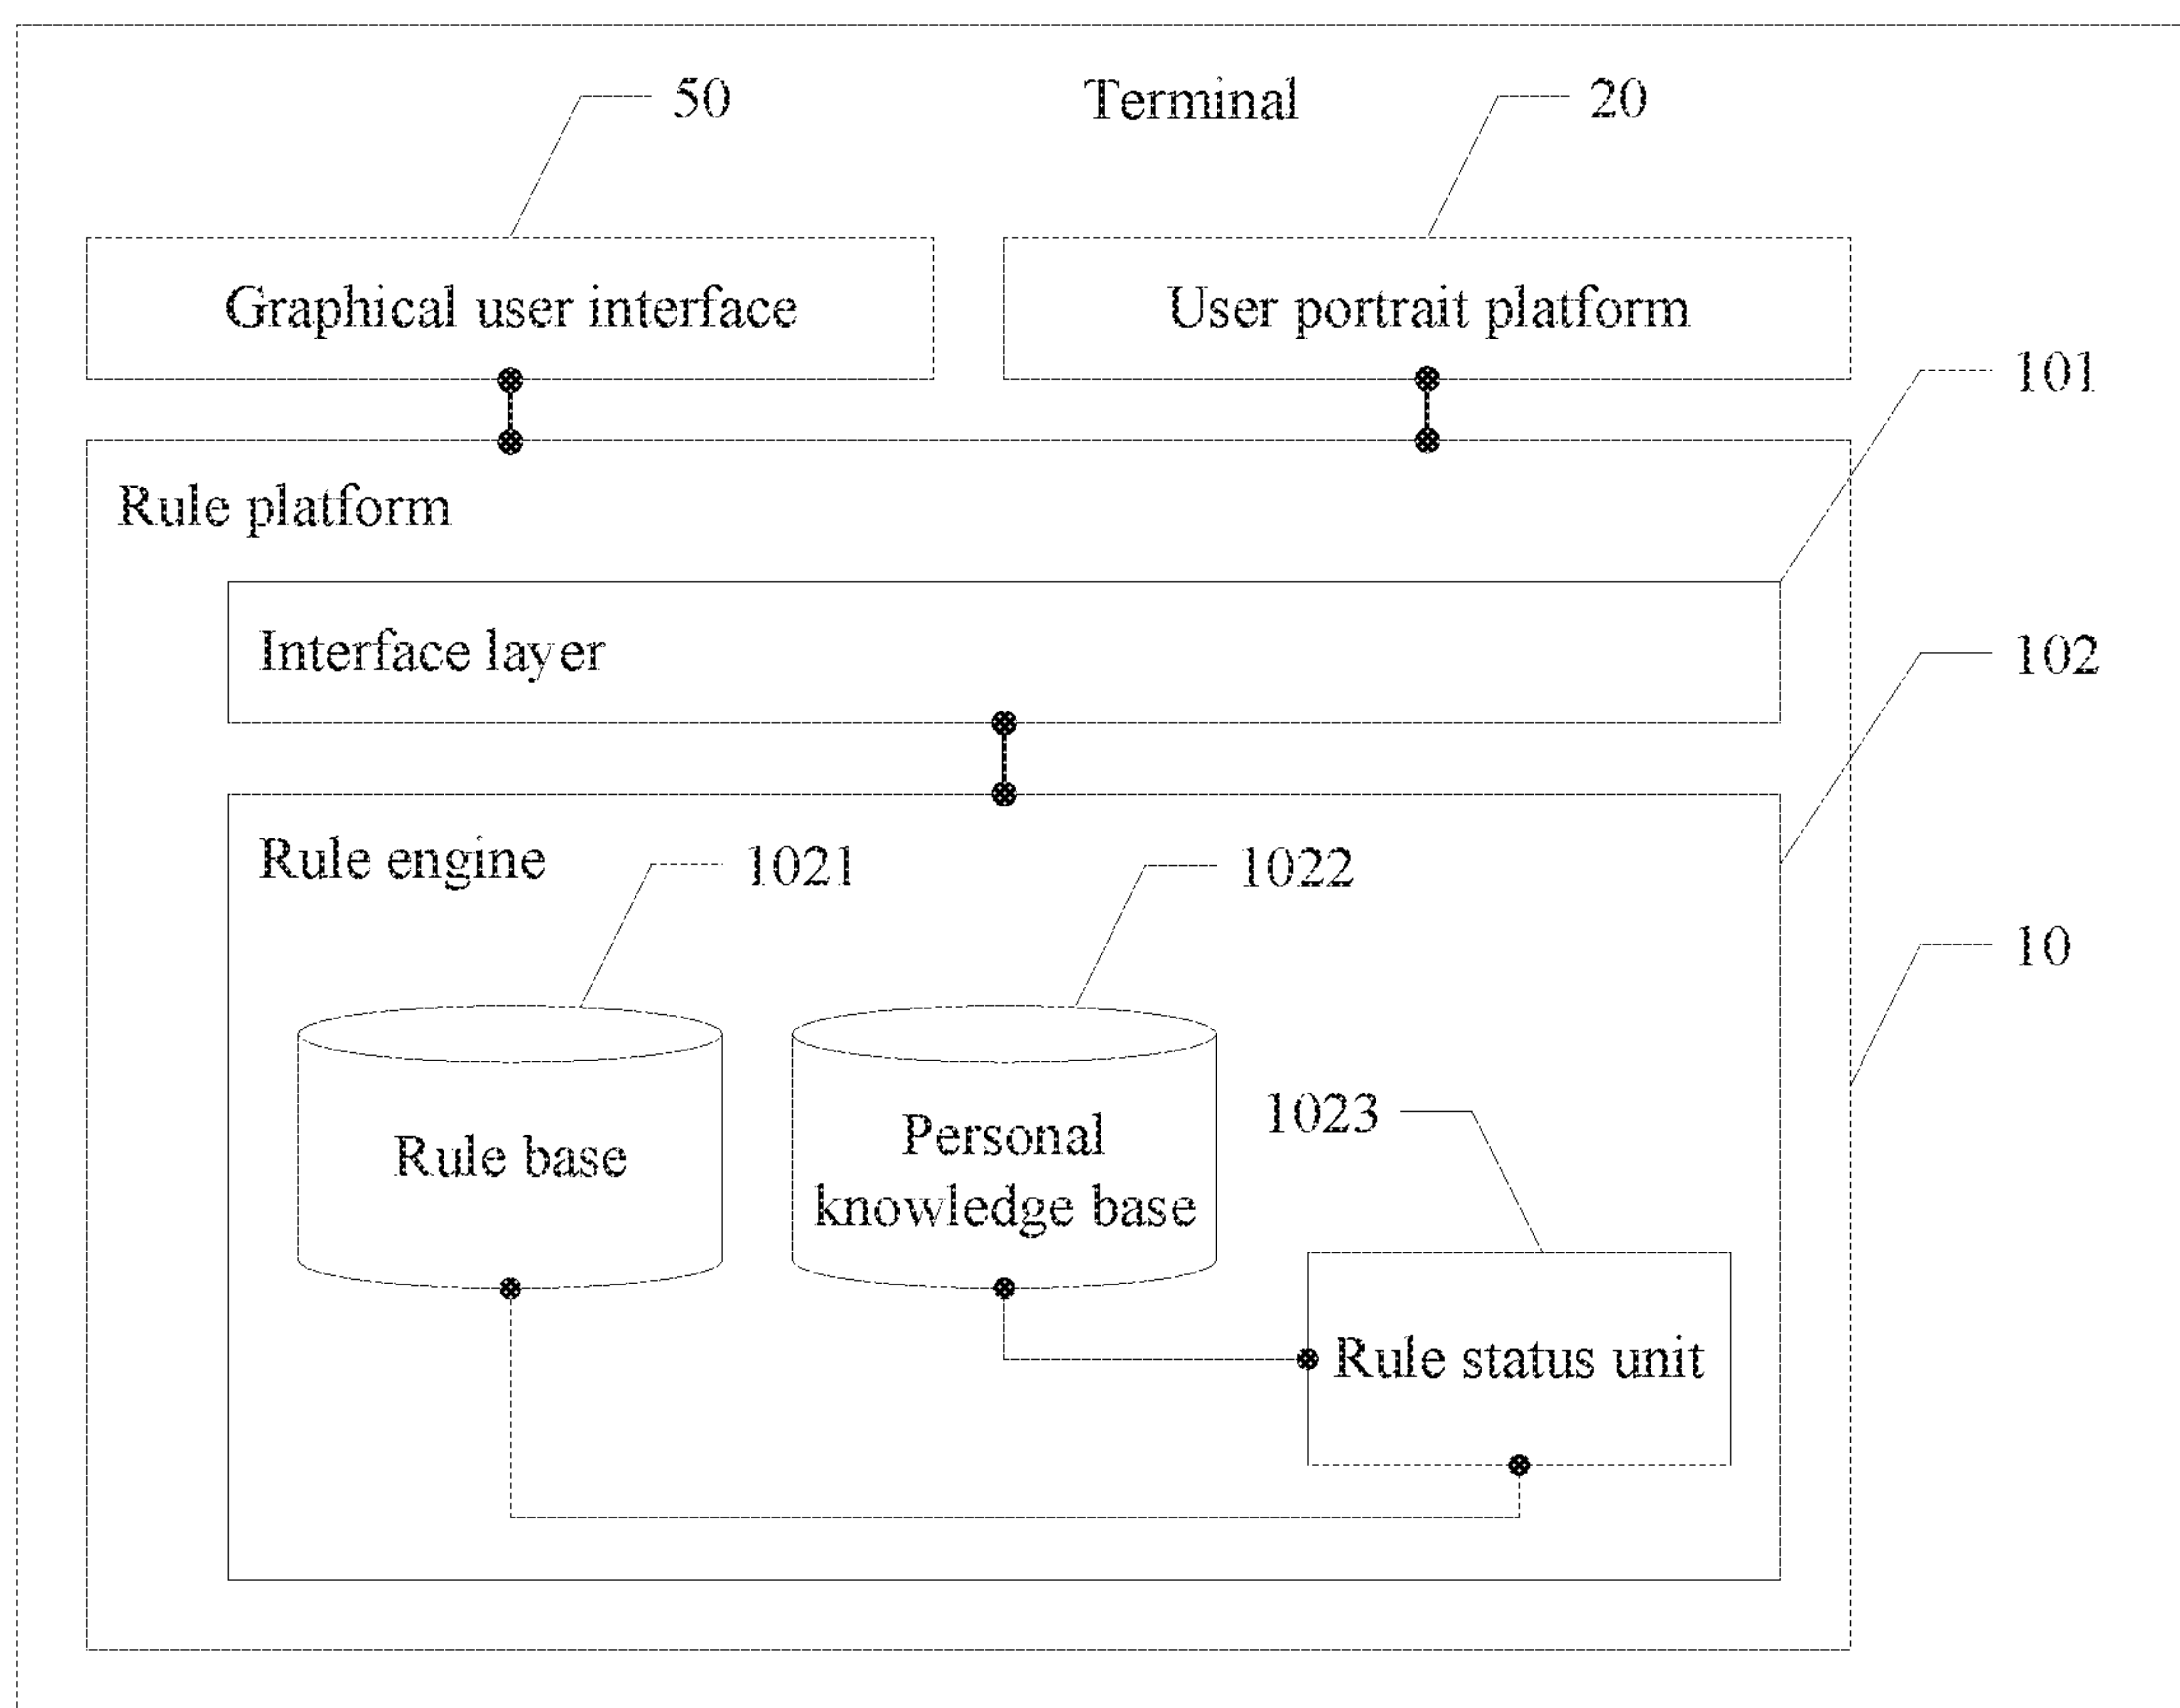 50
Terminal
20
Graphical user interface
User portrait platform
101
Rule platform
Interface layer
102
Rule engine
1021
1022
10
1023
Rule base
Personal
knowledge base
Rule status unit